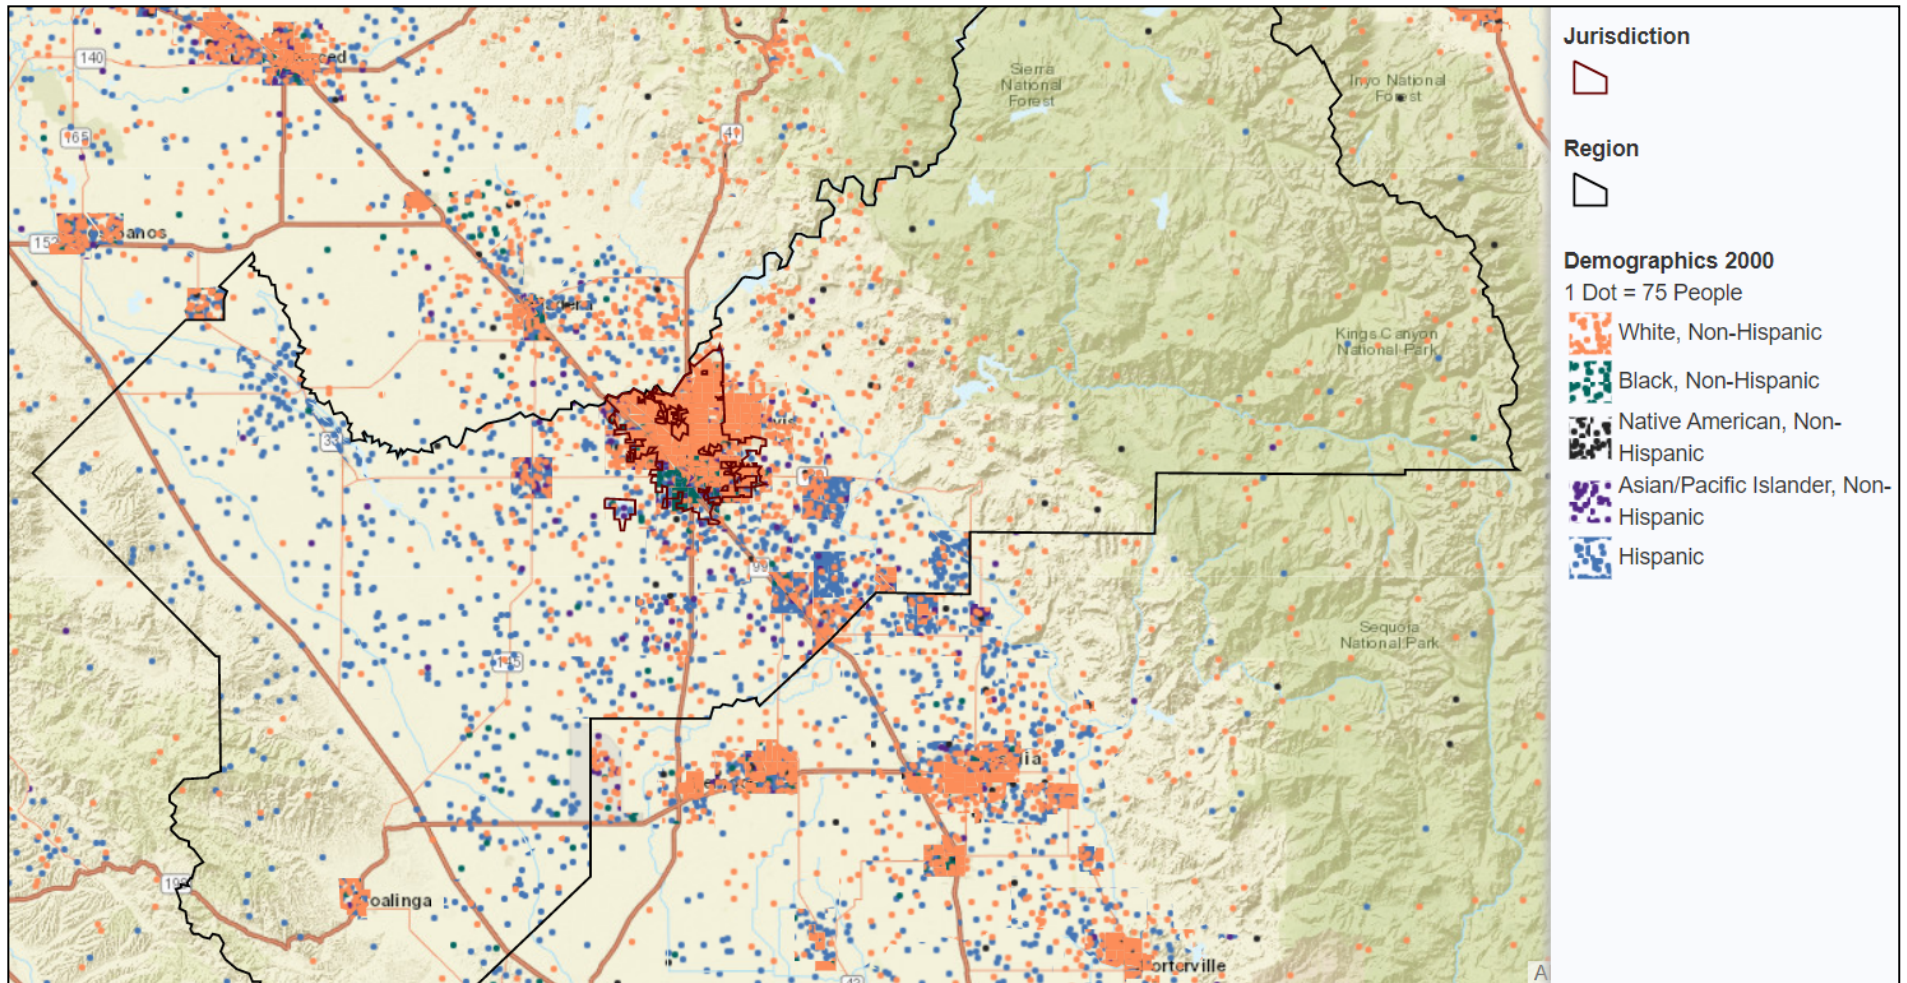 Jurisdiction
Region
Demographics 2000
1 Dot = 75 People
White, Non-Hispanic
Black, Non-Hispanic
Native American, Non-
Hispanic
Asian/Pacific Islander, Non-
Hispanic
Hispanic
140
165
152
41
33
99
145
198
Sierra
National
Forest
Inyo National
Forest
Kings Canyon
National Park
Sequoia
National Park
anos
oalinga
ortcrville
A